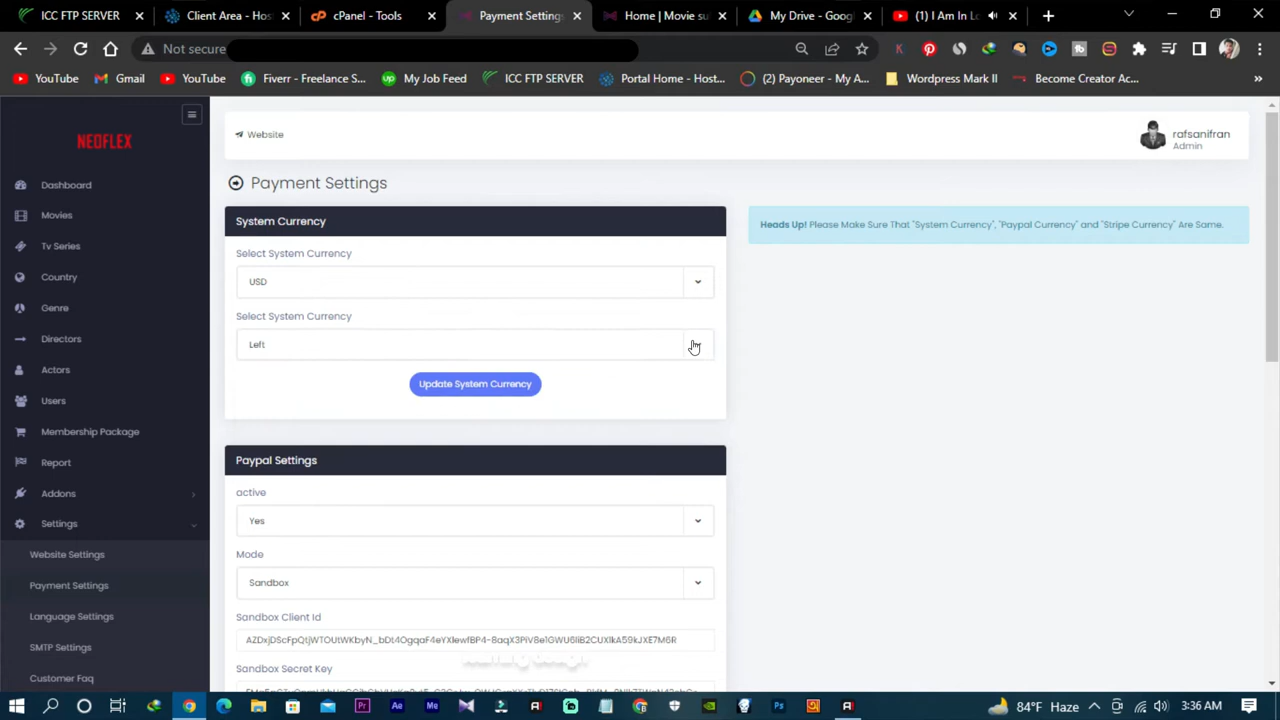 ICC FTP SERVER
Client Area - Hos
cPanel - Tools
Payment Settings
Home | Movie su
My Drive - Googl
(1) I Am In Lo
Not secure
YouTube
Gmail
YouTube
Fiverr - Freelance S...
My Job Feed
ICC FTP SERVER
Portal Home - Host...
(2) Payoneer - My A...
Wordpress Mark II
Become Creator Ac...
NEOFLEX
Website
rafsanifran
Admin
Dashboard
Movies
Tv Series
Country
Genre
Directors
Actors
Users
Membership Package
Report
Addons
Settings
Website Settings
Payment Settings
Language Settings
SMTP Settings
Customer Faq
Payment Settings
System Currency
Select System Currency
USD
Select System Currency
Left
Update System Currency
Heads Up! Please Make Sure That "System Currency", "Paypal Currency" and "Stripe Currency" Are Same.
Paypal Settings
active
Yes
Mode
Sandbox
Sandbox Client Id
AZDxjDScFpQtjWTOUtWKbyN_bDt4OgqaF4eYXlewfBP4-8aqX3PiV8e1GWU6liB2CUXlkA59kJXE7M6R
Sandbox Secret Key
84°F Haze
3:36 AM